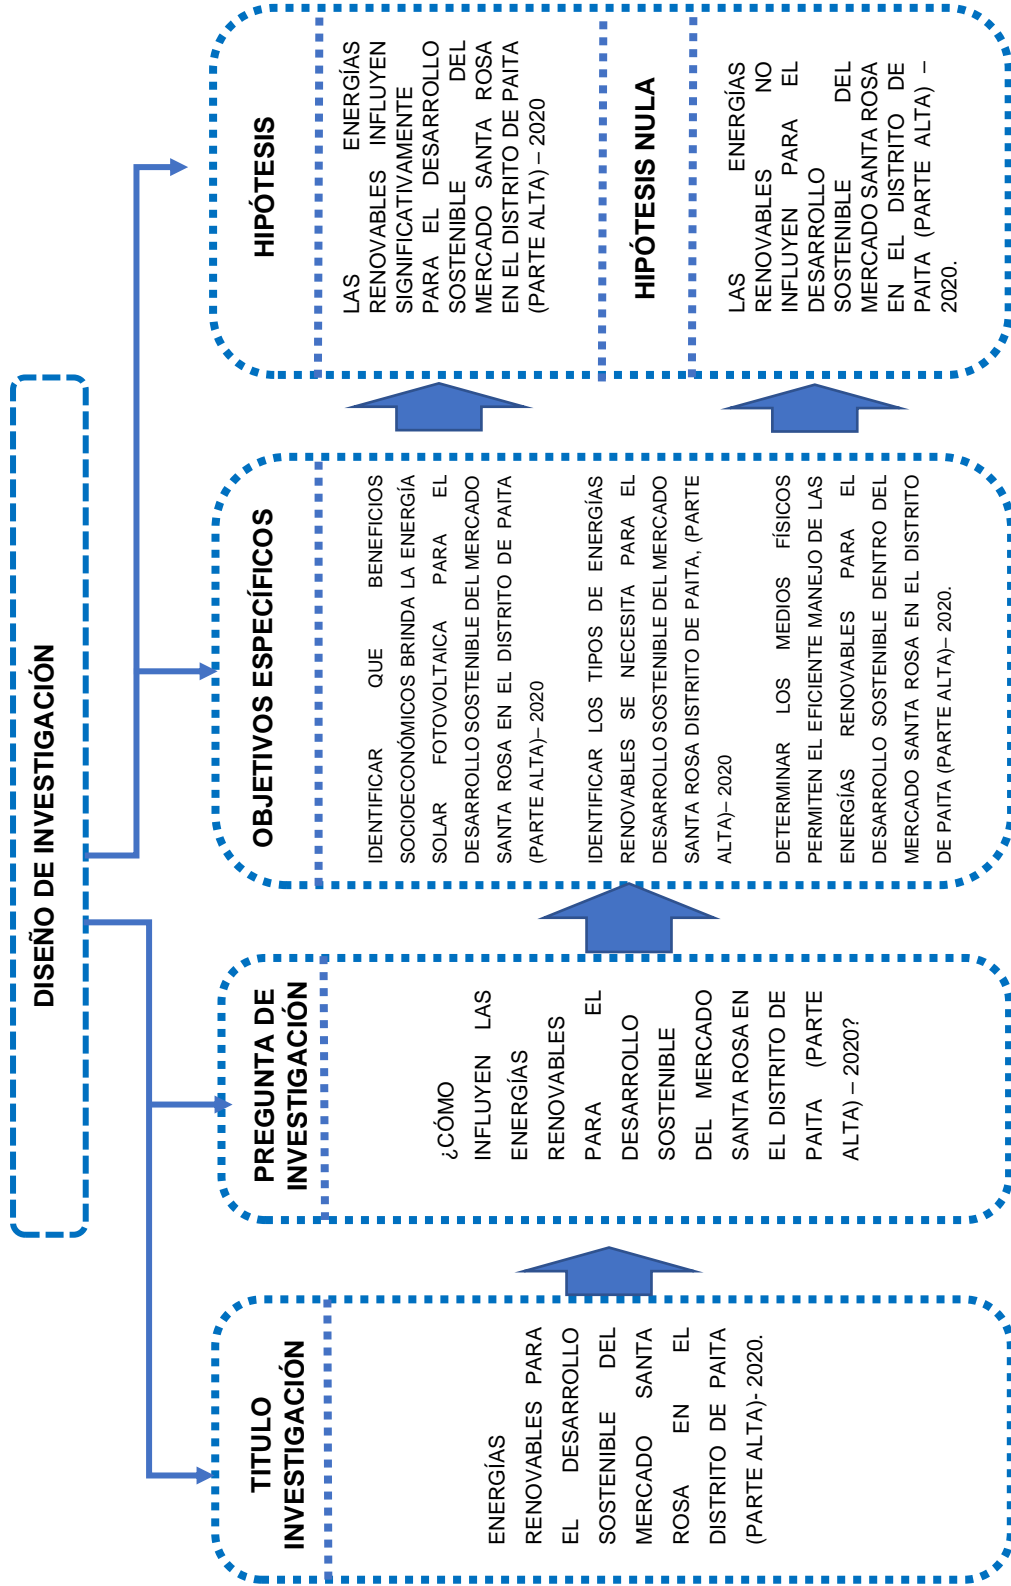 DISEÑO DE INVESTIGACIÓN
TITULO
INVESTIGACIÓN
ENERGÍAS
RENOVABLES PARA
EL DESARROLLO
SOSTENIBLE DEL
MERCADO SANTA
ROSA EN EL
DISTRITO DE PAITA
(PARTE ALTA)- 2020.
PREGUNTA DE
INVESTIGACIÓN
¿CÓMO
INFLUYEN LAS
ENERGÍAS
RENOVABLES
PARA EL
DESARROLLO
SOSTENIBLE
DEL MERCADO
SANTA ROSA EN
EL DISTRITO DE
PAITA (PARTE
ALTA) – 2020?
OBJETIVOS ESPECÍFICOS
IDENTIFICAR QUE BENEFICIOS
SOCIOECONÓMICOS BRINDA LA ENERGÍA
SOLAR FOTOVOLTAICA PARA EL
DESARROLLO SOSTENIBLE DEL MERCADO
SANTA ROSA EN EL DISTRITO DE PAITA
(PARTE ALTA)– 2020
IDENTIFICAR LOS TIPOS DE ENERGÍAS
RENOVABLES SE NECESITA PARA EL
DESARROLLO SOSTENIBLE DEL MERCADO
SANTA ROSA DISTRITO DE PAITA, (PARTE
ALTA)– 2020
DETERMINAR LOS MEDIOS FÍSICOS
PERMITEN EL EFICIENTE MANEJO DE LAS
ENERGÍAS RENOVABLES PARA EL
DESARROLLO SOSTENIBLE DENTRO DEL
MERCADO SANTA ROSA EN EL DISTRITO
DE PAITA (PARTE ALTA)– 2020.
HIPÓTESIS
LAS ENERGÍAS
RENOVABLES INFLUYEN
SIGNIFICATIVAMENTE
PARA EL DESARROLLO
SOSTENIBLE DEL
MERCADO SANTA ROSA
EN EL DISTRITO DE PAITA
(PARTE ALTA) – 2020
HIPÓTESIS NULA
LAS ENERGÍAS
RENOVABLES NO
INFLUYEN PARA EL
DESARROLLO
SOSTENIBLE DEL
MERCADO SANTA ROSA
EN EL DISTRITO DE
PAITA (PARTE ALTA) –
2020.